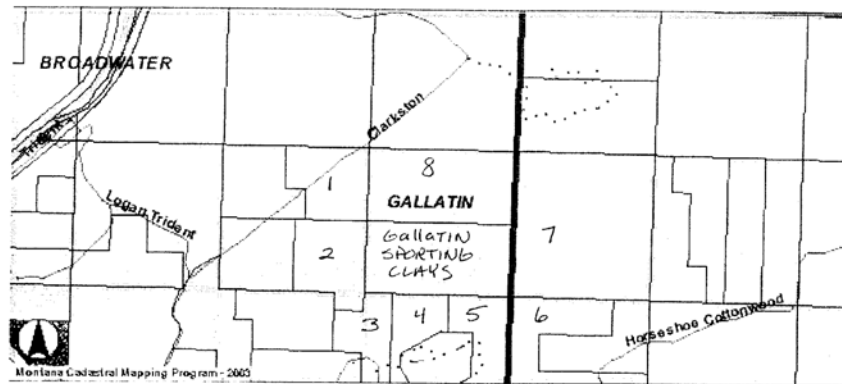 BROADWATER
Clarkston
Trident
8
1
GALLATIN
Logan Trident
GALLATIN
SPORTING
CLAYS
7
2
3
4
5
6
Horseshoe Cottonwood
Montana Cadastral Mapping Program - 2003